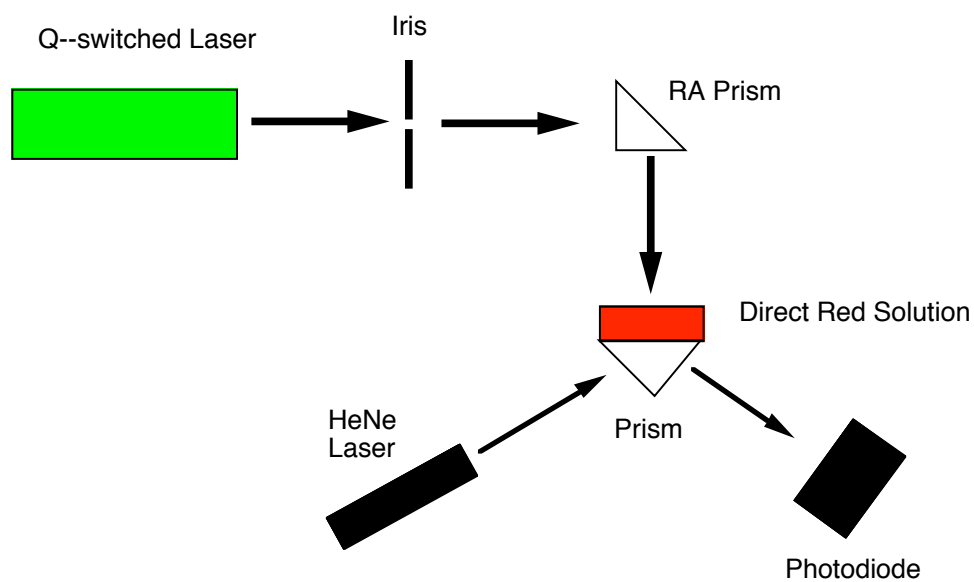 Q--switched Laser
Iris
RA Prism
Direct Red Solution
HeNe
Laser
Prism
Photodiode